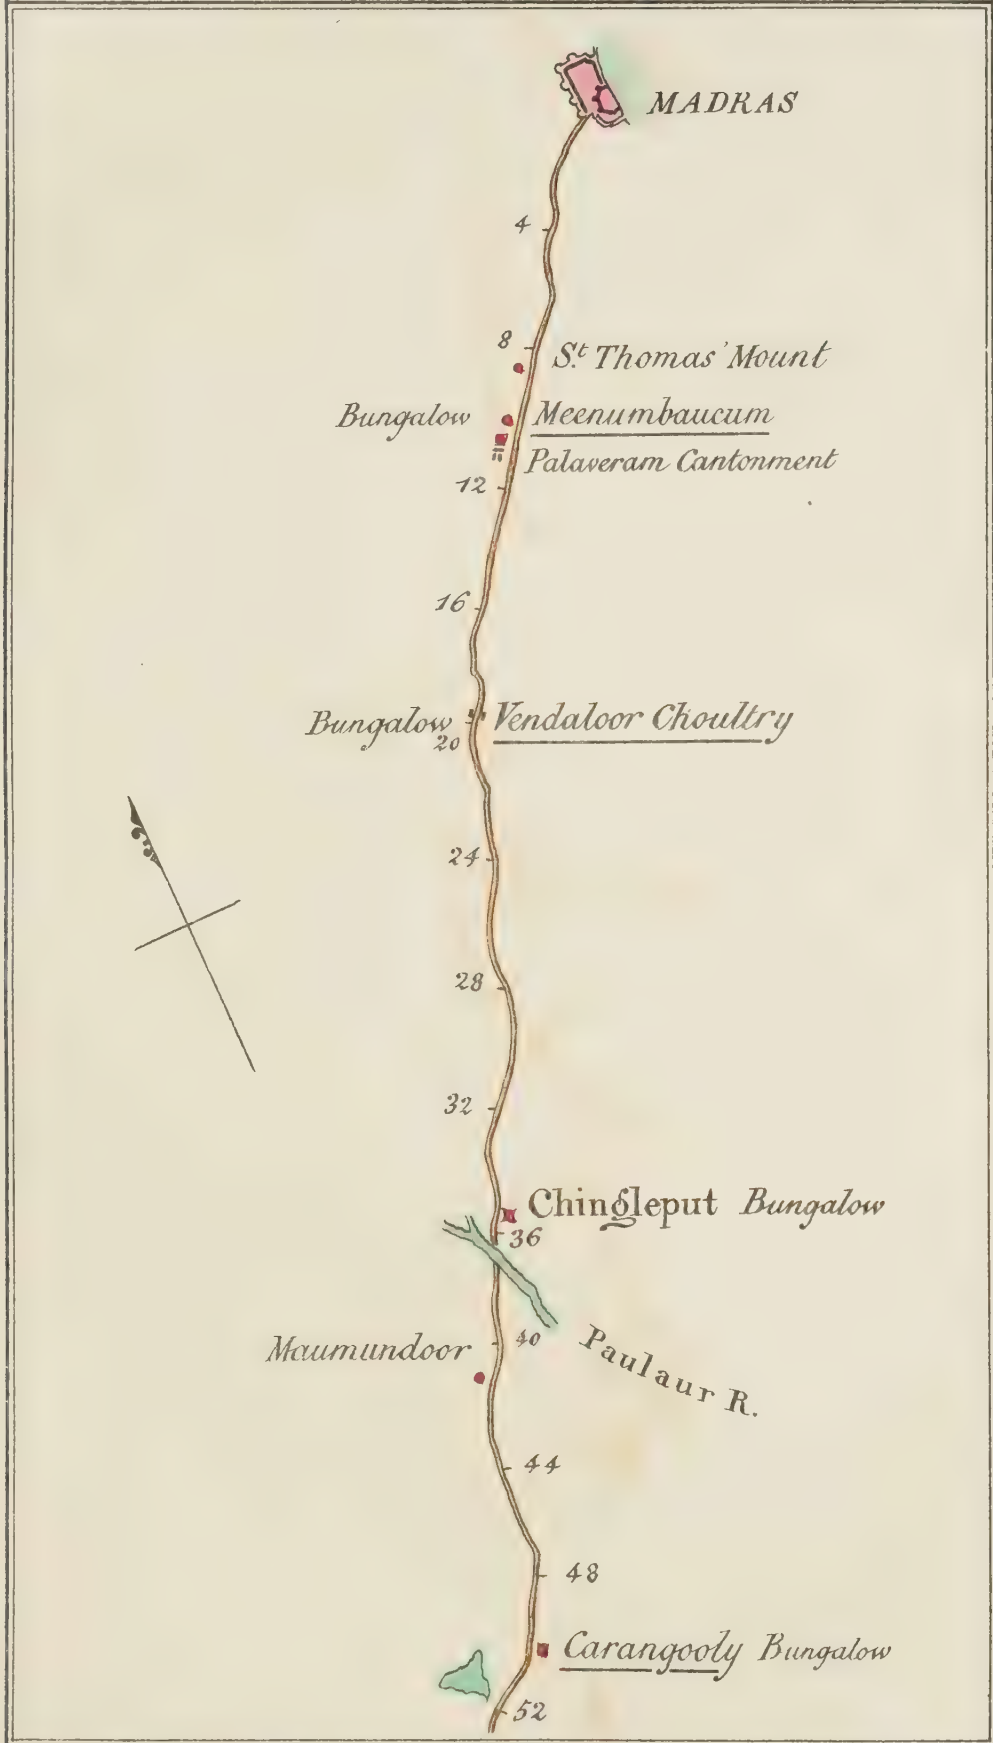 MADRAS
4
8
St. Thomas' Mount
Bungalow Meenumbaucum
Palaveram Cantonment
12
16
Bungalow Vendaloor Choultry
20
24
28
32
Chingleput Bungalow
36
Maumundoor
40
Paulaur R.
44
48
Carangooly Bungalow
52